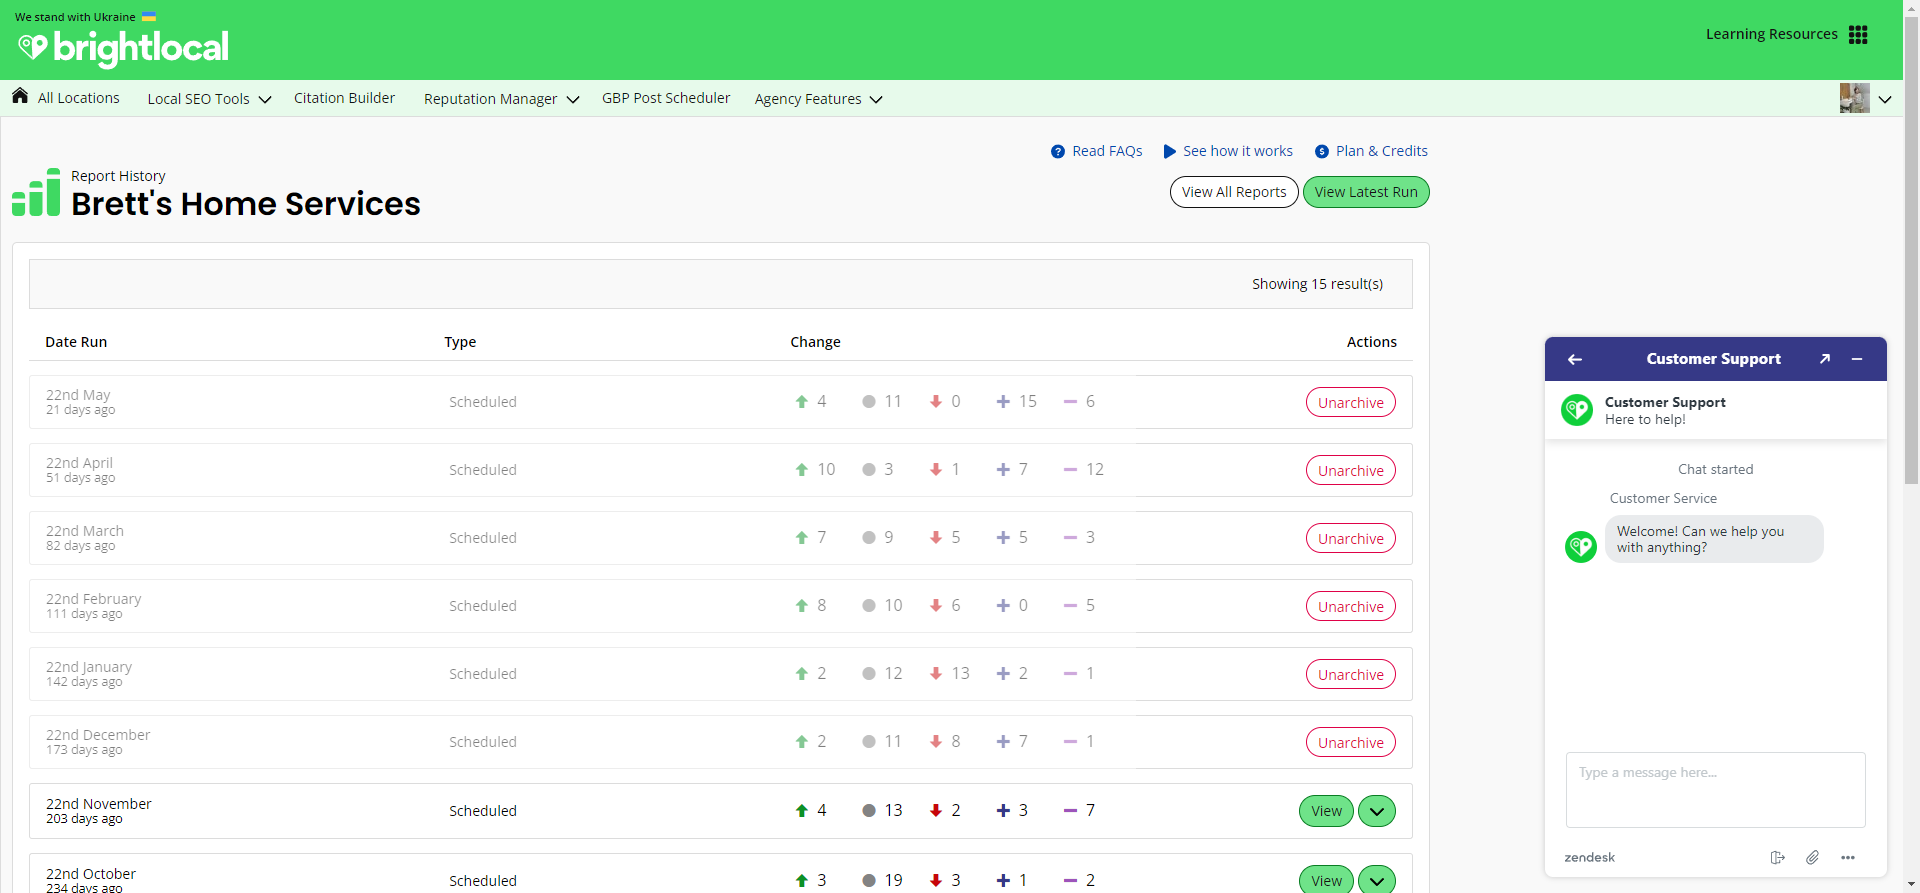 We stand with Ukraine
brightlocal
Learning Resources
All Locations Local SEO Tools Citation Builder Reputation Manager GBP Post Scheduler Agency Features
Read FAQs See how it works Plan & Credits
Report History
Brett's Home Services
View All Reports View Latest Run
Showing 15 result(s)
Date Run Type Change Actions
22nd May
21 days ago
Scheduled 4 11 0 15 6 Unarchive
22nd April
51 days ago
Scheduled 10 3 1 7 12 Unarchive
22nd March
82 days ago
Scheduled 7 9 5 5 3 Unarchive
22nd February
111 days ago
Scheduled 8 10 6 0 5 Unarchive
22nd January
142 days ago
Scheduled 2 12 13 2 1 Unarchive
22nd December
173 days ago
Scheduled 2 11 8 7 1 Unarchive
22nd November
203 days ago
Scheduled 4 13 2 3 7 View
22nd October
234 days ago
Scheduled 3 19 3 1 2 View
Customer Support
Customer Support
Here to help!
Chat started
Customer Service
Welcome! Can we help you
with anything?
Type a message here...
zendesk